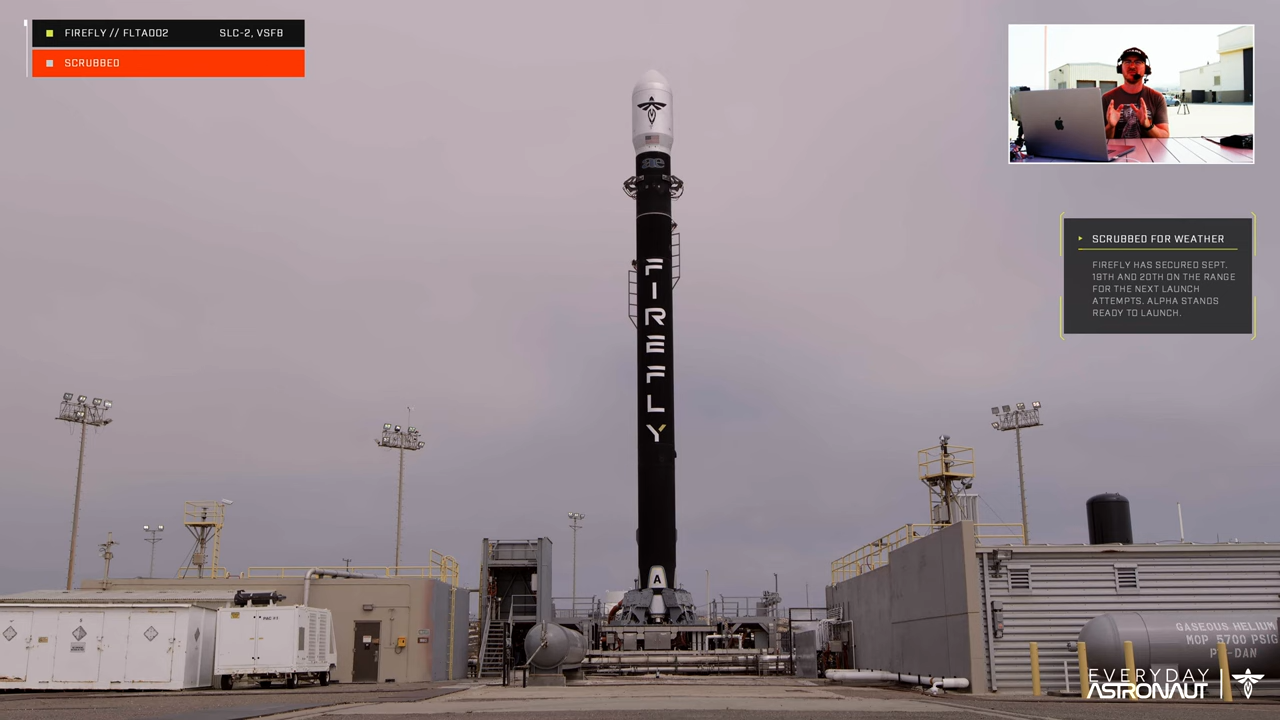 FIREFLY // FLTA002 SLC-2, VSFB
SCRUBBED
SCRUBBED FOR WEATHER
FIREFLY HAS SECURED SEPT.
19TH AND 20TH ON THE RANGE
FOR THE NEXT LAUNCH
ATTEMPTS. ALPHA STANDS
READY TO LAUNCH.
ae
FIREFLY
A
GASEOUS HELIUM
MOP 5700 PSIG
EVERYDAY
ASTRONAUT